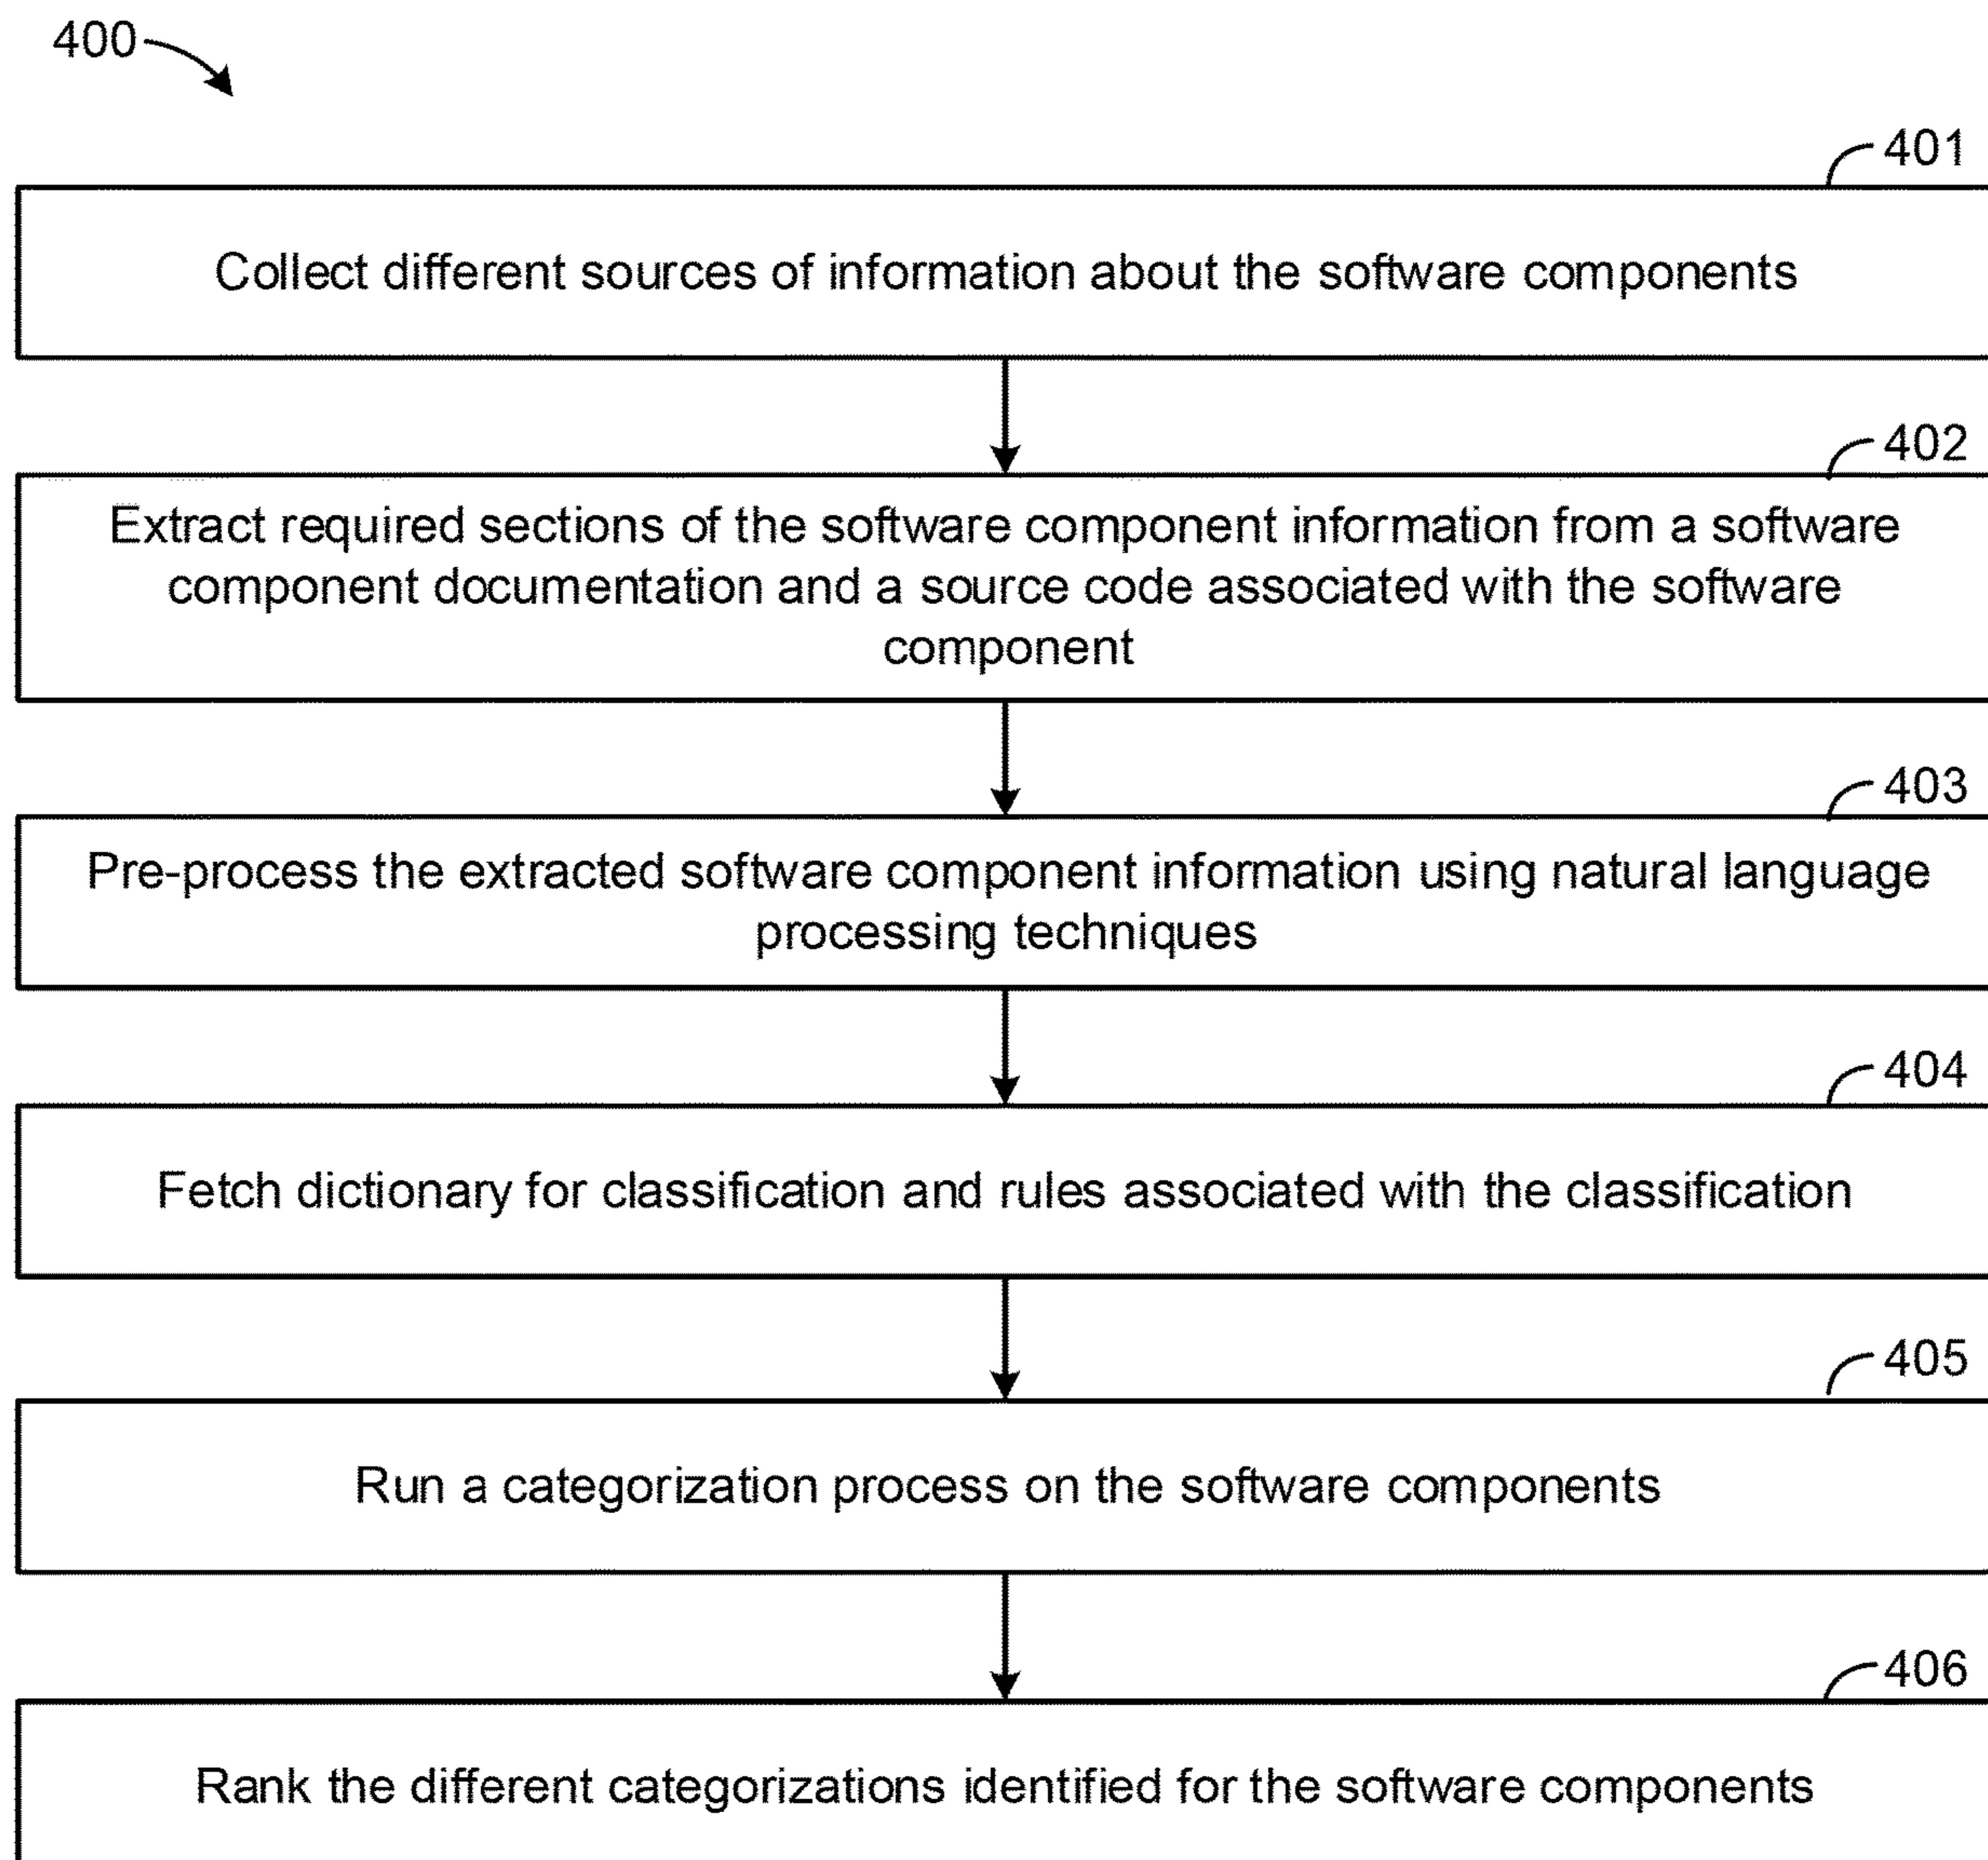 400
401
Collect different sources of information about the software components
402
Extract required sections of the software component information from a software
component documentation and a source code associated with the software
component
403
Pre-process the extracted software component information using natural language
processing techniques
404
Fetch dictionary for classification and rules associated with the classification
405
Run a categorization process on the software components
406
Rank the different categorizations identified for the software components